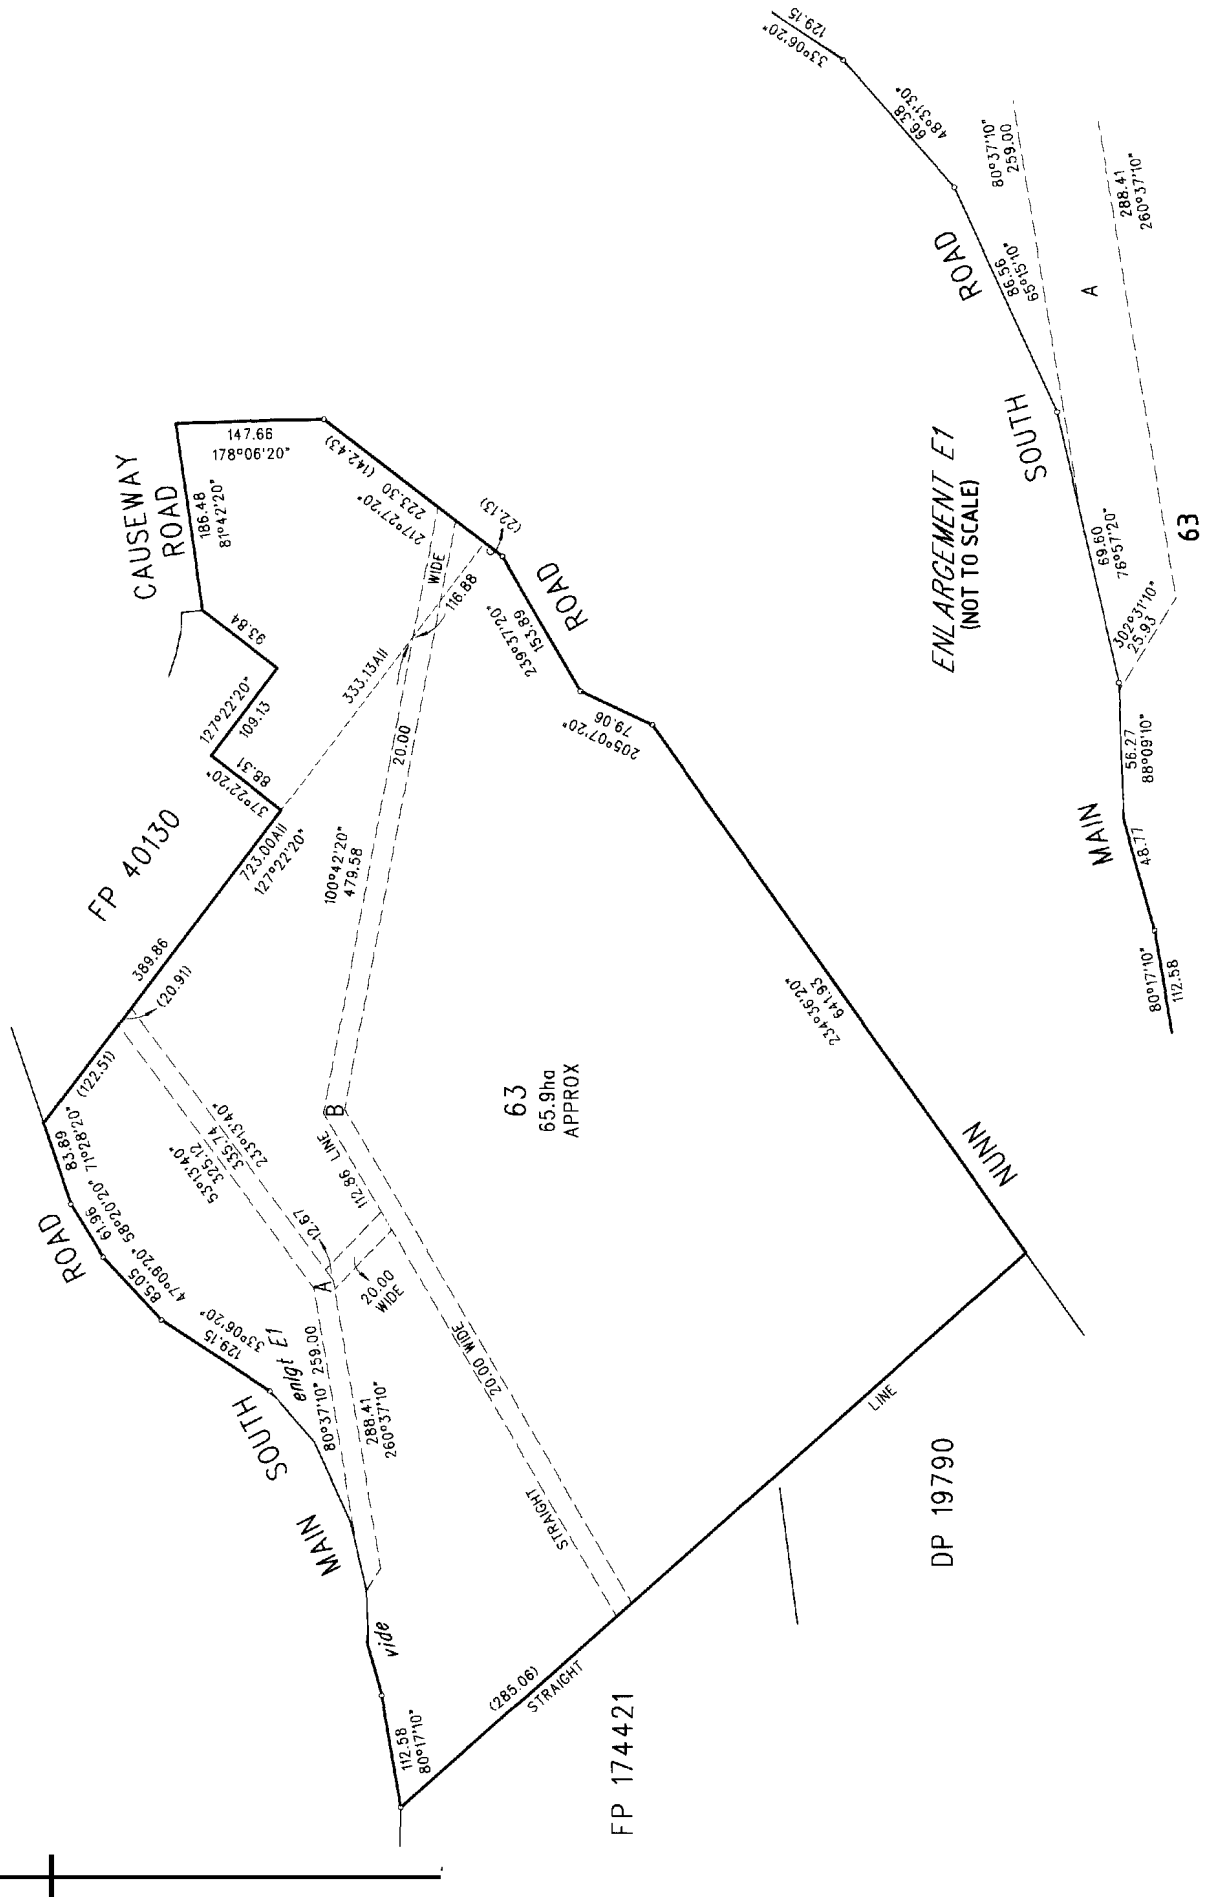 CAUSEWAY
ROAD
186.48
81°42'20"
147.66
178°06'20"
(142.43)
223.30
217°27'20"
WIDE
(22.13)
116.88
93.84
127°22'20"
109.13
88.31
37°22'20"
333.13All
723.00All
127°22'20"
FP 40130
389.86
(20.91)
(122.51)
20.00
100°42'20"
479.58
ROAD
153.89
239°37'20"
79.06
205°07'20"
641.93
234°36'20"
NUNN
63
65.9ha
APPROX
B
112.86 LINE
12.67
A
20.00
WIDE
53°13'40"
325.12
335.74
233°13'40"
83.89
71°28'20"
61.96
58°20'20"
85.05
47°09'20"
129.15
33°06'20"
ROAD
SOUTH
MAIN
enlgt E1
vide
80°37'10" 259.00
288.41
260°37'10"
20.00 WIDE
STRAIGHT
112.58
80°17'10"
(285.06)
STRAIGHT
LINE
FP 174421
DP 19790
ENLARGEMENT E1
(NOT TO SCALE)
129.15
33°06'20"
66.38
48°31'30"
ROAD
86.56
65°15'10"
80°37'10"
259.00
A
288.41
260°37'10"
SOUTH
69.60
76°57'20"
302°31'10"
25.93
63
56.27
88°09'10"
MAIN
48.77
80°17'10"
112.58